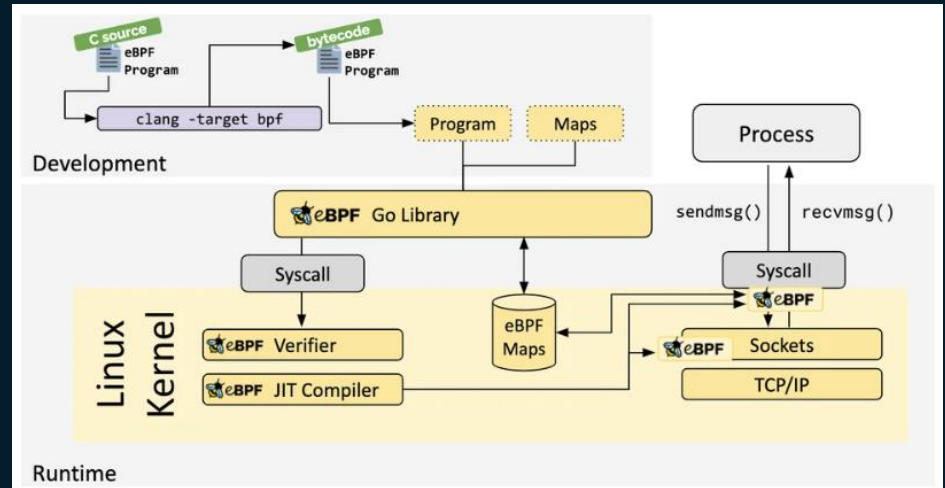 C source
eBPF
Program
bytecode
eBPF
Program
clang -target bpf
Program
Maps
Process
Development
eBPF Go Library
sendmsg()
recvmsg()
Syscall
Syscall
eBPF
Linux
Kernel
eBPF Verifier
eBPF
Maps
eBPF
Sockets
eBPF JIT Compiler
TCP/IP
Runtime